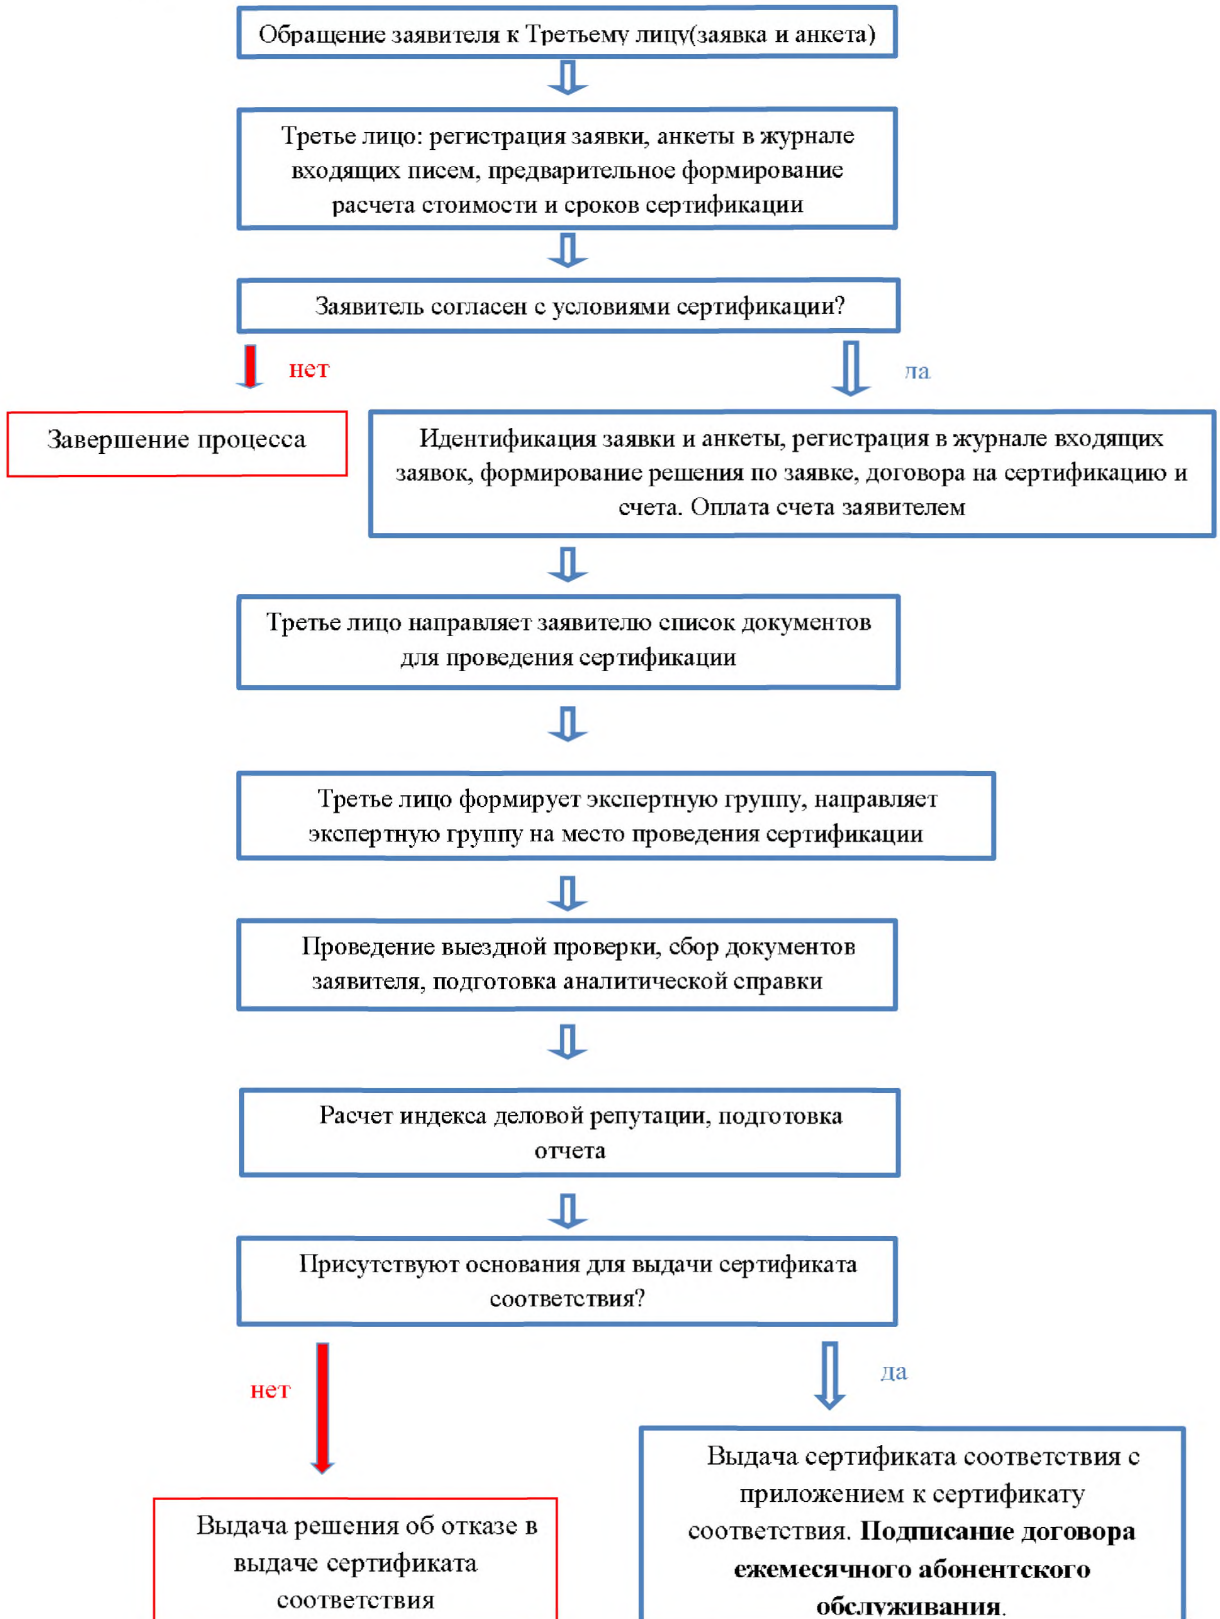 Обращение заявителя к Третьему лицу(заявка и анкета)
Третье лицо: регистрация заявки, анкеты в журнале
входящих писем, предварительное формирование
расчета стоимости и сроков сертификации
Заявитель согласен с условиями сертификации?
нет
да
Завершение процесса
Идентификация заявки и анкеты, регистрация в журнале входящих
заявок, формирование решения по заявке, договора на сертификацию и
счета. Оплата счета заявителем
Третье лицо направляет заявителю список документов
для проведения сертификации
Третье лицо формирует экспертную группу, направляет
экспертную группу на место проведения сертификации
Проведение выездной проверки, сбор документов
заявителя, подготовка аналитической справки
Расчет индекса деловой репутации, подготовка
отчета
Присутствуют основания для выдачи сертификата
соответствия?
нет
да
Выдача решения об отказе в
выдаче сертификата
соответствия
Выдача сертификата соответствия с
приложением к сертификату
соответствия. Подписание договора
ежемесячного абонентского
обслуживания.